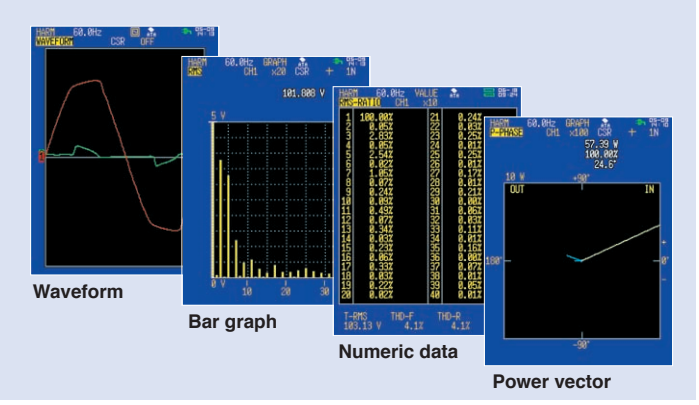 HARM 60.0Hz
WAVEFORM CSR OFF
1
Waveform
HARM 60.0Hz GRAPH
RMS CH1 x20 CSR + 1N
101.808 V
5 V
0 V 10 20 30
Bar graph
HARM 60.0Hz VALUE
RMS-RATIO CH1 x10
1 100.00% 21 0.24%
2 0.05% 22 0.03%
3 2.83% 23 0.25%
4 0.05% 24 0.01%
5 2.54% 25 0.25%
6 0.02% 26 0.01%
7 1.05% 27 0.17%
8 0.07% 28 0.01%
9 0.24% 29 0.21%
10 0.09% 30 0.00%
11 0.49% 31 0.06%
12 0.07% 32 0.03%
13 0.34% 33 0.11%
14 0.03% 34 0.01%
15 0.23% 35 0.16%
16 0.06% 36 0.00%
17 0.33% 37 0.07%
18 0.03% 38 0.01%
19 0.22% 39 0.05%
20 0.02% 40 0.01%
T-RMS THD-F THD-R
103.13 V 4.1% 4.1%
Numeric data
HARM 60.0Hz GRAPH
P-PHASE CH1 x100 CSR + 1N
57.39 W
100.00%
24.6°
10 W +90°
OUT IN
+
180° 0°
-
-90°
Power vector